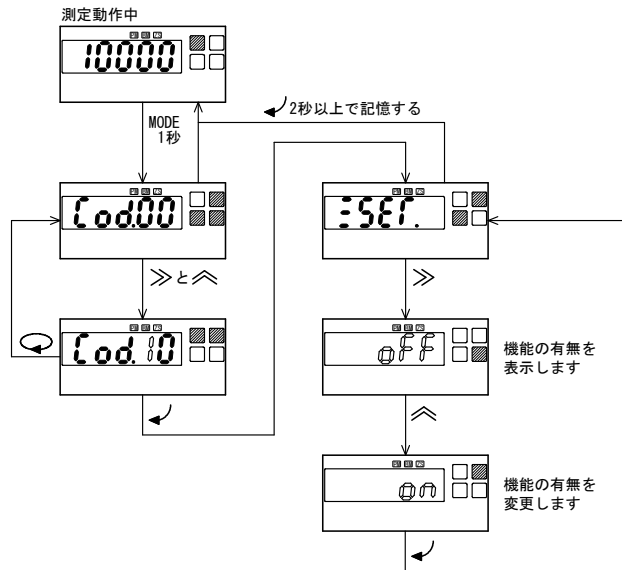 測定動作中
10000
2秒以上で記憶する
MODE
1秒
Cod.00
ΞSET.
≫と︽
≫
Cod.10
oFF
機能の有無を
表示します
︽
on
機能の有無を
変更します